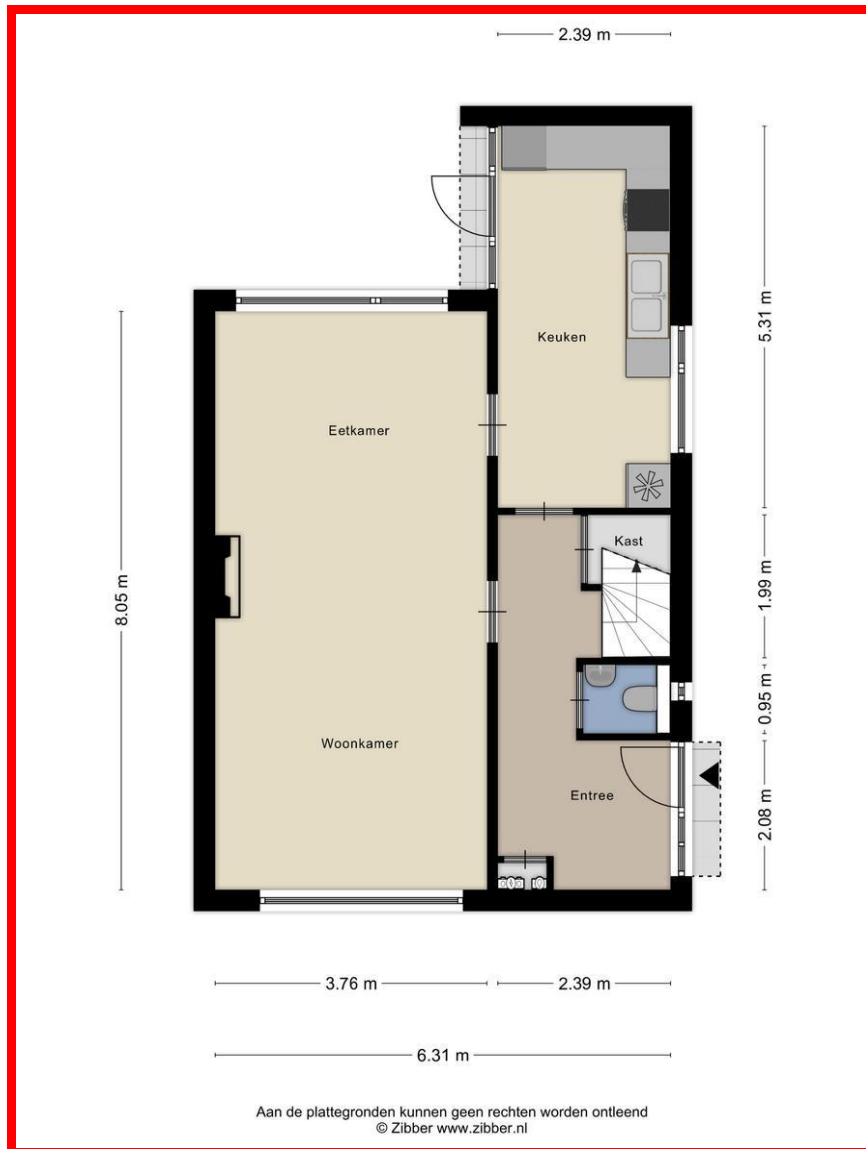 2.39 m
5.31 m
Keuken
Eetkamer
Kast
1.99 m
8.05 m
0.95 m
Woonkamer
Entree
2.08 m
3.76 m
2.39 m
6.31 m
Aan de plattegronden kunnen geen rechten worden ontleend
© Zibber www.zibber.nl